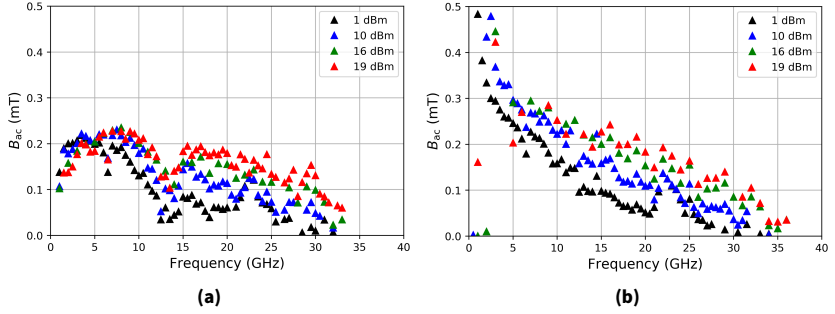 0.5
0.4
0.3
0.2
0.1
0.0
B_ac (mT)
0 5 10 15 20 25 30 35 40
Frequency (GHz)
1 dBm
10 dBm
16 dBm
19 dBm
(a)
0.5
0.4
0.3
0.2
0.1
0.0
B_ac (mT)
0 5 10 15 20 25 30 35 40
Frequency (GHz)
1 dBm
10 dBm
16 dBm
19 dBm
(b)